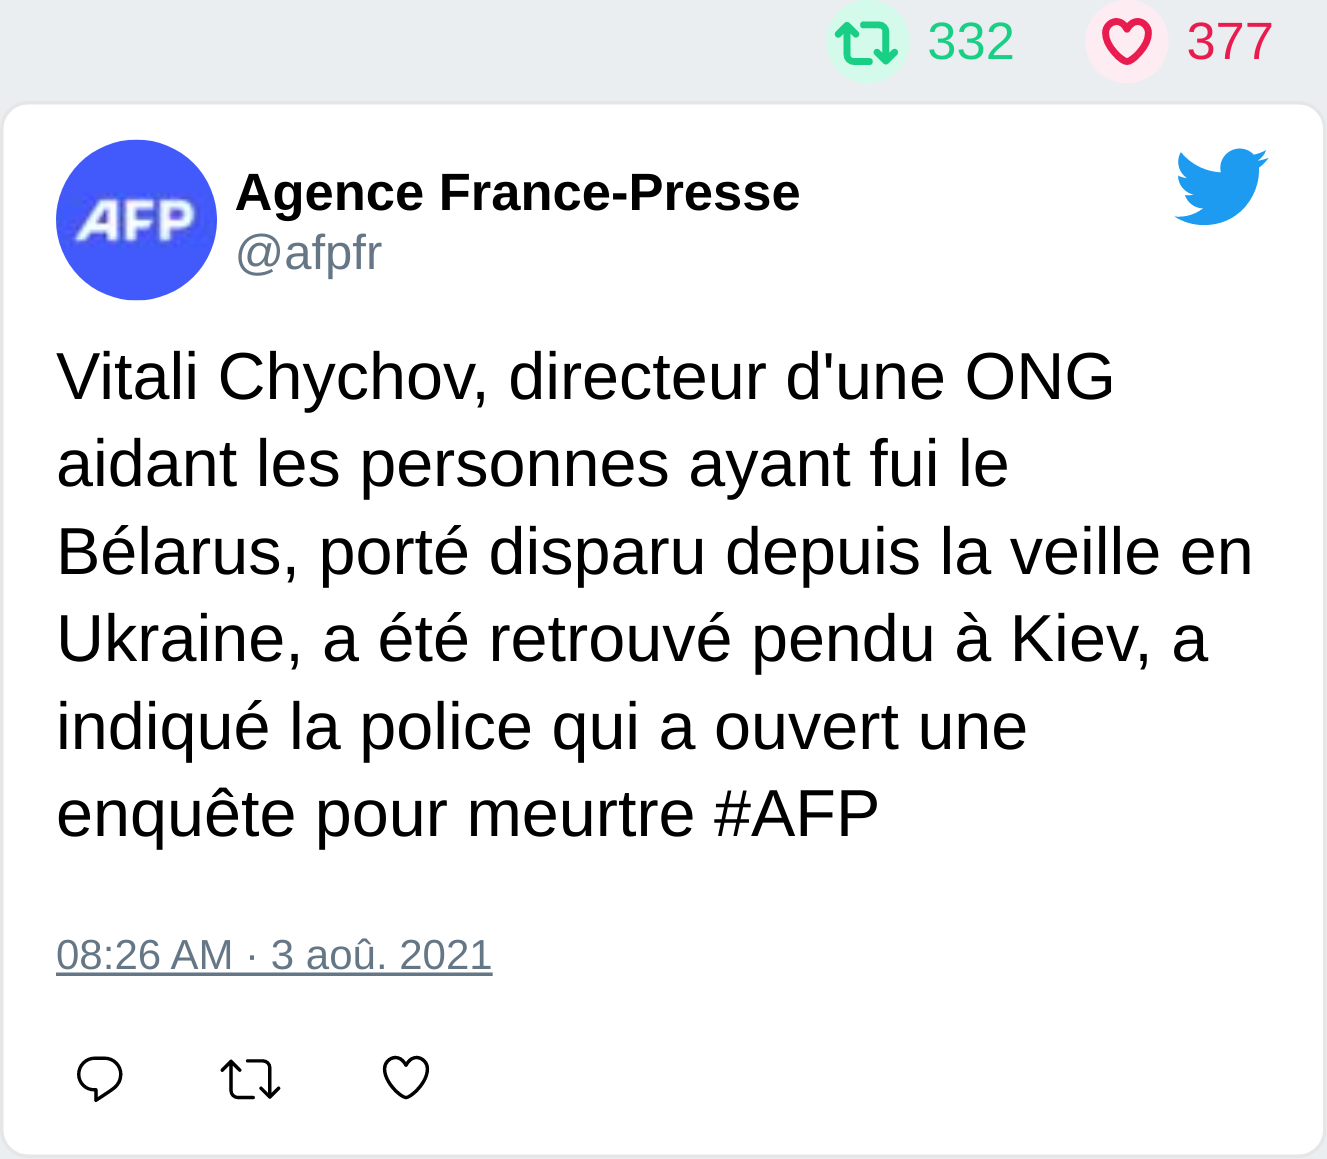 332 377
AFP
Agence France-Presse
@afpfr
Vitali Chychov, directeur d'une ONG
aidant les personnes ayant fui le
Bélarus, porté disparu depuis la veille en
Ukraine, a été retrouvé pendu à Kiev, a
indiqué la police qui a ouvert une
enquête pour meurtre #AFP
08:26 AM · 3 aoû. 2021